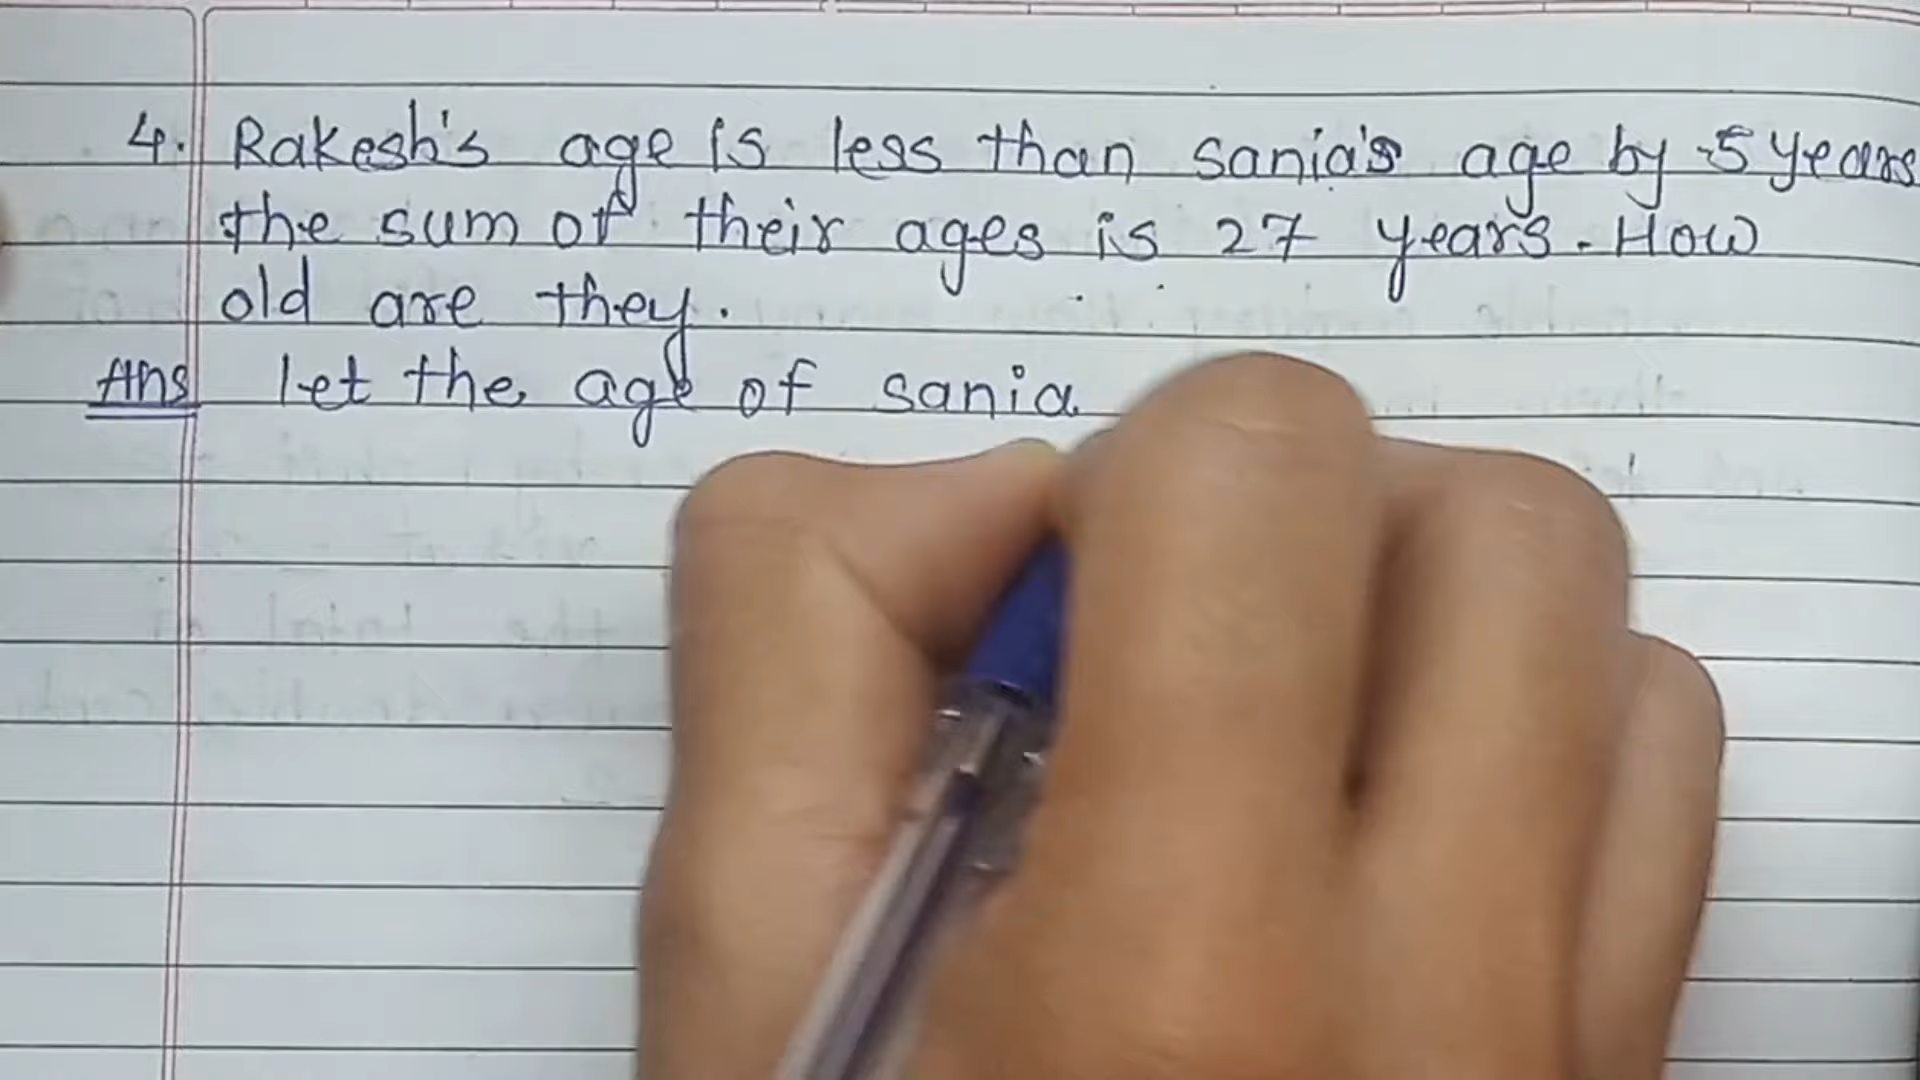 4. Rakesh's age is less than sania's age by 5 years
the sum of their ages is 27 years. How
old are they.
Ans let the age of sania